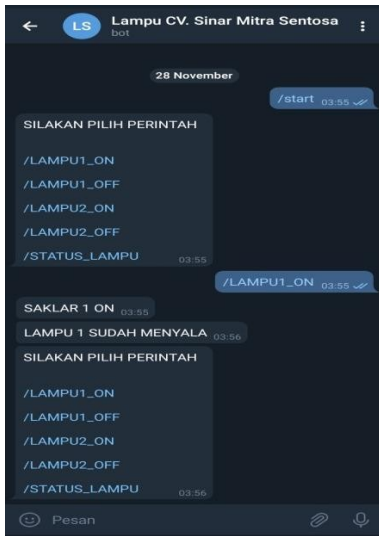 LS
Lampu CV. Sinar Mitra Sentosa
bot
28 November
/start 03:55
SILAKAN PILIH PERINTAH
/LAMPU1_ON
/LAMPU1_OFF
/LAMPU2_ON
/LAMPU2_OFF
/STATUS_LAMPU 03:55
/LAMPU1_ON 03:55
SAKLAR 1 ON 03:55
LAMPU 1 SUDAH MENYALA 03:56
SILAKAN PILIH PERINTAH
/LAMPU1_ON
/LAMPU1_OFF
/LAMPU2_ON
/LAMPU2_OFF
/STATUS_LAMPU 03:56
Pesan